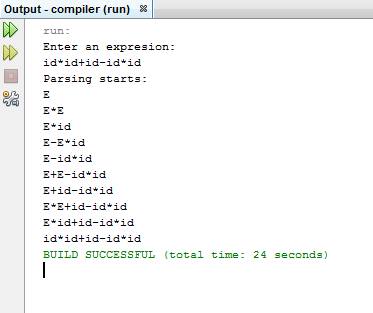 Output - compiler (run)
run:
Enter an expresion:
id*id+id-id*id
Parsing starts:
E
E*E
E*id
E-E*id
E-id*id
E+E-id*id
E+id-id*id
E*E+id-id*id
E*id+id-id*id
id*id+id-id*id
BUILD SUCCESSFUL (total time: 24 seconds)